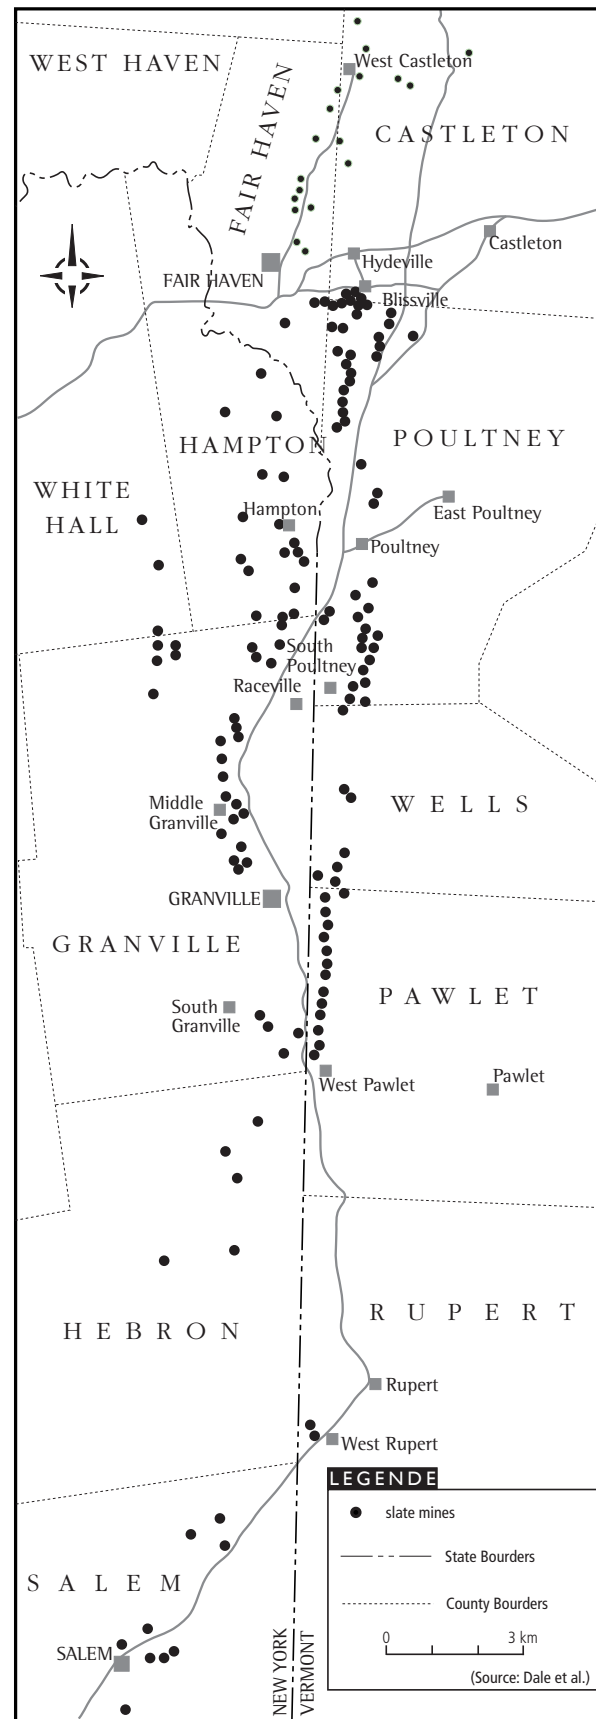 WEST HAVEN
West Castleton
FAIR HAVEN
CASTLETON
Castleton
Hydeville
FAIR HAVEN
Blissville
HAMPTON
POULTNEY
WHITE
HALL
Hampton
East Poultney
Poultney
South
Poultney
Raceville
Middle
Granville
WELLS
GRANVILLE
GRANVILLE
PAWLET
South
Granville
West Pawlet
Pawlet
RUPERT
HEBRON
Rupert
West Rupert
LEGENDE
slate mines
State Bourders
County Bourders
0 3 km
(Source: Dale et al.)
SALEM
SALEM
NEW YORK
VERMONT